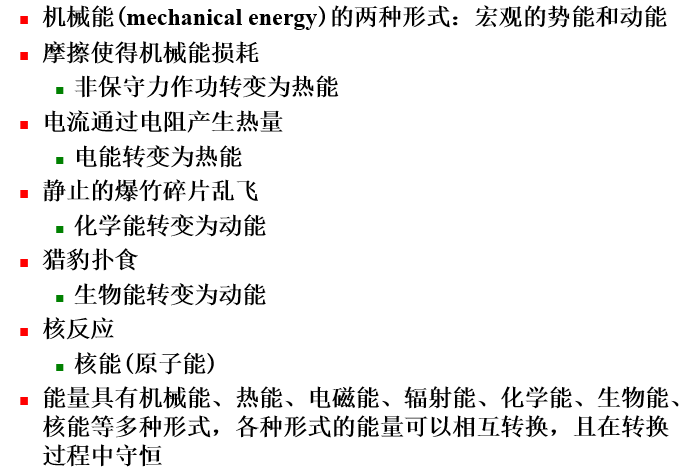 机械能(mechanical energy)的两种形式：宏观的势能和动能
摩擦使得机械能损耗
非保守力作功转变为热能
电流通过电阻产生热量
电能转变为热能
静止的爆竹碎片乱飞
化学能转变为动能
猎豹扑食
生物能转变为动能
核反应
核能(原子能)
能量具有机械能、热能、电磁能、辐射能、化学能、生物能、
核能等多种形式，各种形式的能量可以相互转换，且在转换
过程中守恒